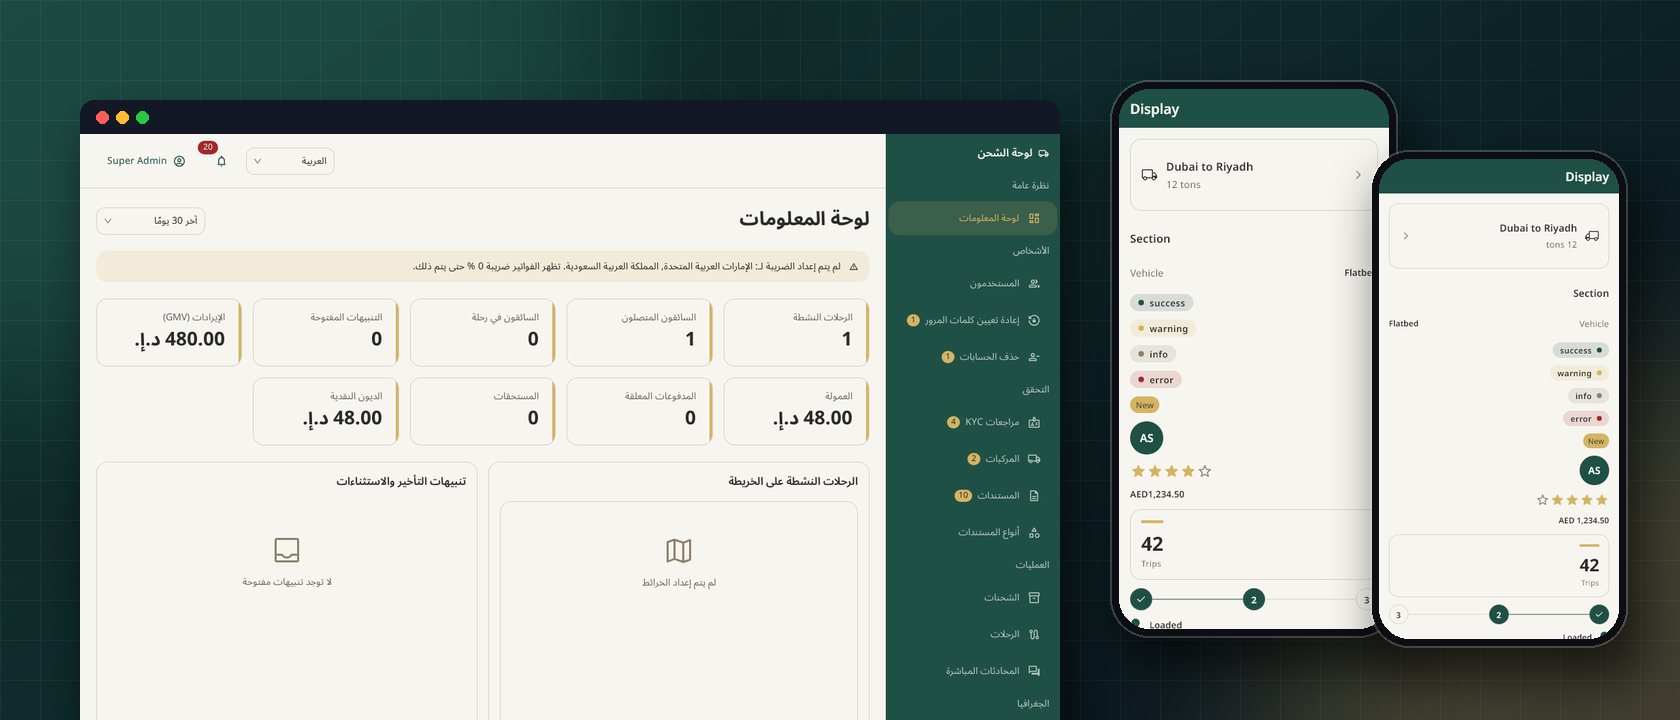 لوحة الشحن
نظرة عامة
لوحة المعلومات
الأشخاص
المستخدمون
إعادة تعيين كلمات المرور 1
حذف الحسابات 1
التحقق
مراجعات KYC 4
المركبات 2
المستندات 10
أنواع المستندات
العمليات
الشحنات
الرحلات
المحادثات المباشرة
الجغرافيا
العربية
20
Super Admin
لوحة المعلومات
آخر 30 يومًا
لم يتم إعداد الضريبة لـ: الإمارات العربية المتحدة, المملكة العربية السعودية. تظهر الفواتير ضريبة 0 % حتى يتم ذلك.
الرحلات النشطة
1
السائقون المتصلون
1
السائقون في رحلة
0
التنبيهات المفتوحة
0
الإيرادات (GMV)
480.00 د.إ.
العمولة
48.00 د.إ.
المدفوعات المعلقة
0
المستحقات
0
الديون النقدية
48.00 د.إ.
الرحلات النشطة على الخريطة
لم يتم إعداد الخرائط
تنبيهات التأخير والاستثناءات
لا توجد تنبيهات مفتوحة
Display
Dubai to Riyadh
12 tons
Section
Vehicle Flatbe
success
warning
info
error
New
AS
AED1,234.50
42
Trips
2 3
Loaded
Display
Dubai to Riyadh
tons 12
Section
Flatbed Vehicle
success
warning
info
error
New
AS
AED 1,234.50
42
Trips
3 2
Loaded